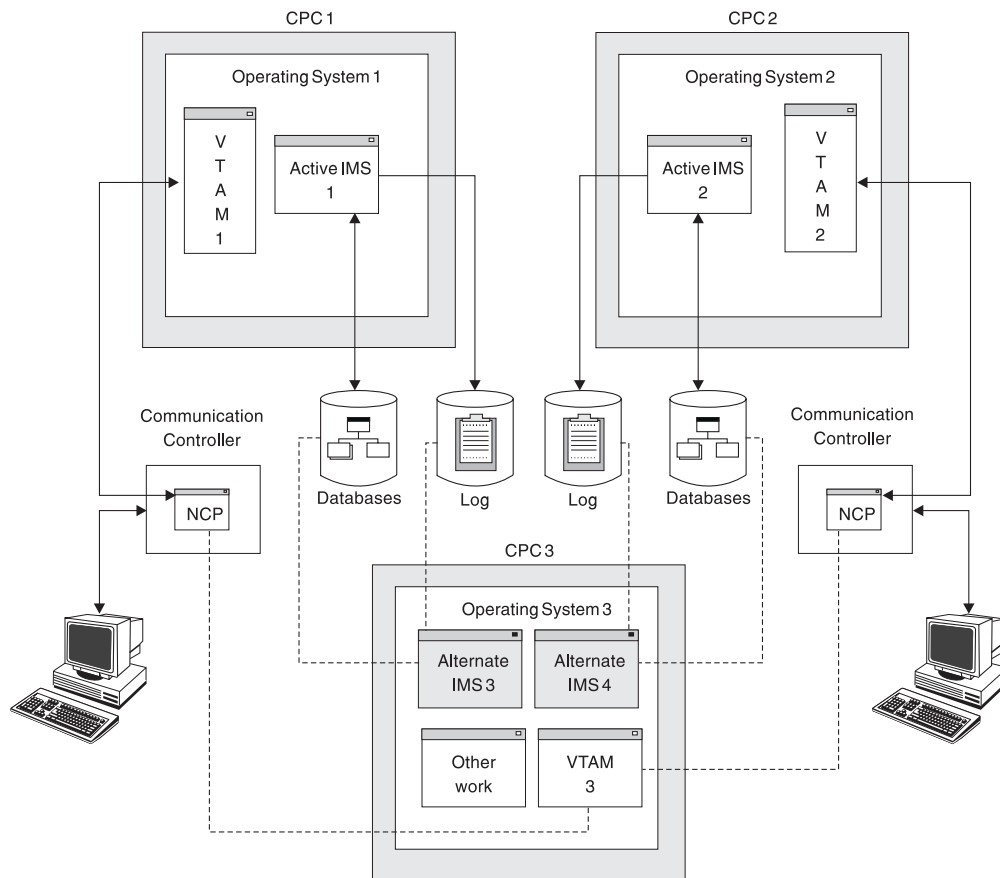 CPC 1
CPC 2
Operating System 1
Operating System 2
V
T
A
M
1
Active IMS
1
Active IMS
2
V
T
A
M
2
Communication
Controller
Communication
Controller
Databases
Log
Log
Databases
NCP
NCP
CPC 3
Operating System 3
Alternate
IMS 3
Alternate
IMS 4
Other
work
VTAM
3